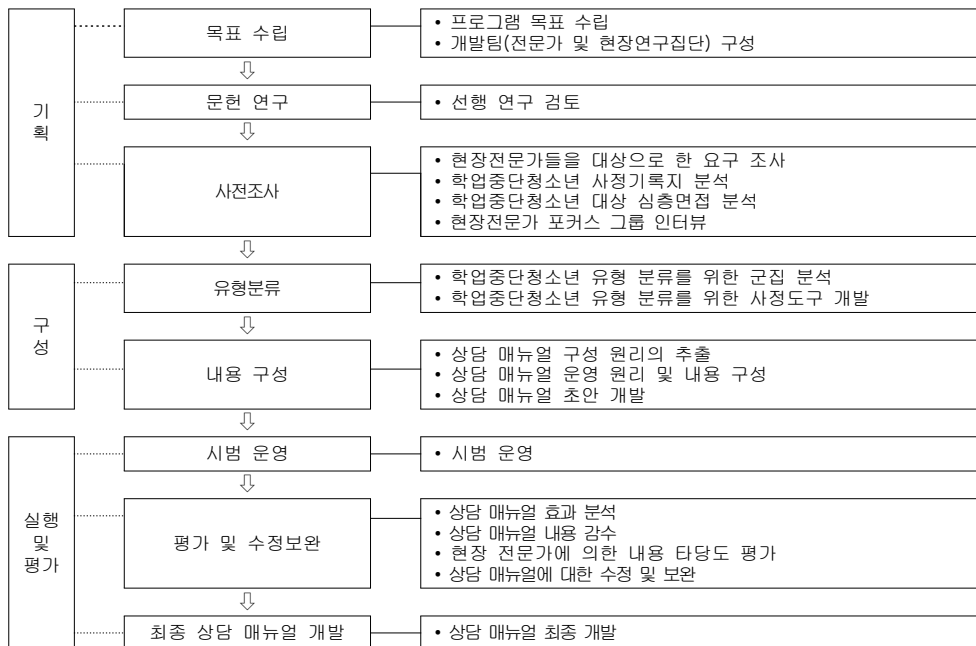 기
획
목표 수립
• 프로그램 목표 수립
• 개발팀(전문가 및 현장연구집단) 구성
문헌 연구
• 선행 연구 검토
사전조사
• 현장전문가들을 대상으로 한 요구 조사
• 학업중단청소년 사정기록지 분석
• 학업중단청소년 대상 심층면접 분석
• 현장전문가 포커스 그룹 인터뷰
구
성
유형분류
• 학업중단청소년 유형 분류를 위한 군집 분석
• 학업중단청소년 유형 분류를 위한 사정도구 개발
내용 구성
• 상담 매뉴얼 구성 원리의 추출
• 상담 매뉴얼 운영 원리 및 내용 구성
• 상담 매뉴얼 초안 개발
실행
및
평가
시범 운영
• 시범 운영
평가 및 수정보완
• 상담 매뉴얼 효과 분석
• 상담 매뉴얼 내용 감수
• 현장 전문가에 의한 내용 타당도 평가
• 상담 매뉴얼에 대한 수정 및 보완
최종 상담 매뉴얼 개발
• 상담 매뉴얼 최종 개발